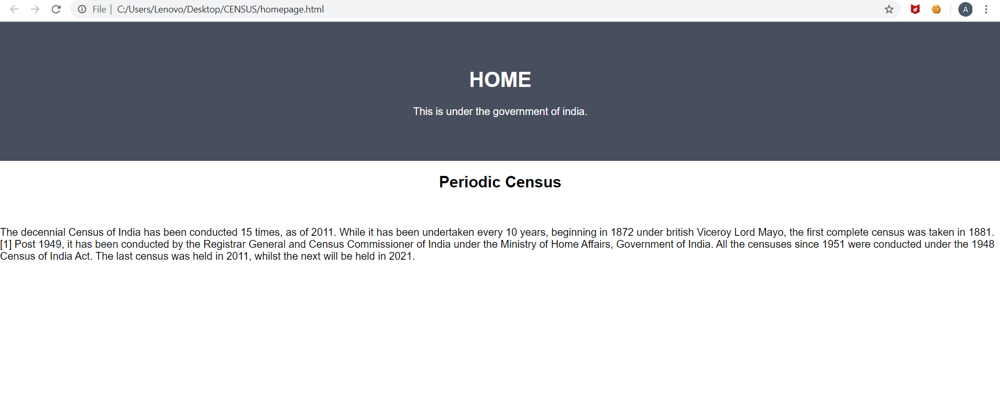 File | C:/Users/Lenovo/Desktop/CENSUS/homepage.html
A
HOME
This is under the government of india.
Periodic Census
The decennial Census of India has been conducted 15 times, as of 2011. While it has been undertaken every 10 years, beginning in 1872 under british Viceroy Lord Mayo, the first complete census was taken in 1881.
[1] Post 1949, it has been conducted by the Registrar General and Census Commissioner of India under the Ministry of Home Affairs, Government of India. All the censuses since 1951 were conducted under the 1948
Census of India Act. The last census was held in 2011, whilst the next will be held in 2021.